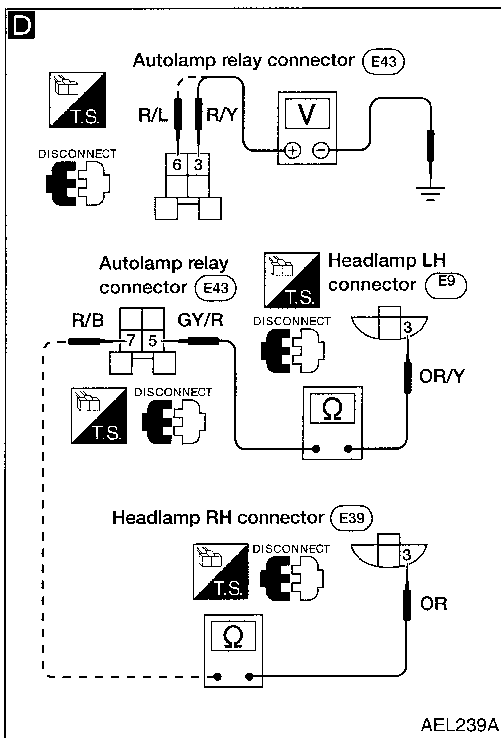 D
Autolamp relay connector E43
T.S.
R/L R/Y
V
DISCONNECT
6 3
Autolamp relay
connector E43
Headlamp LH
connector E9
T.S.
R/B GY/R
DISCONNECT
3
7 5
OR/Y
DISCONNECT
T.S.
Ω
Headlamp RH connector E39
DISCONNECT
3
T.S.
OR
Ω
AEL239A